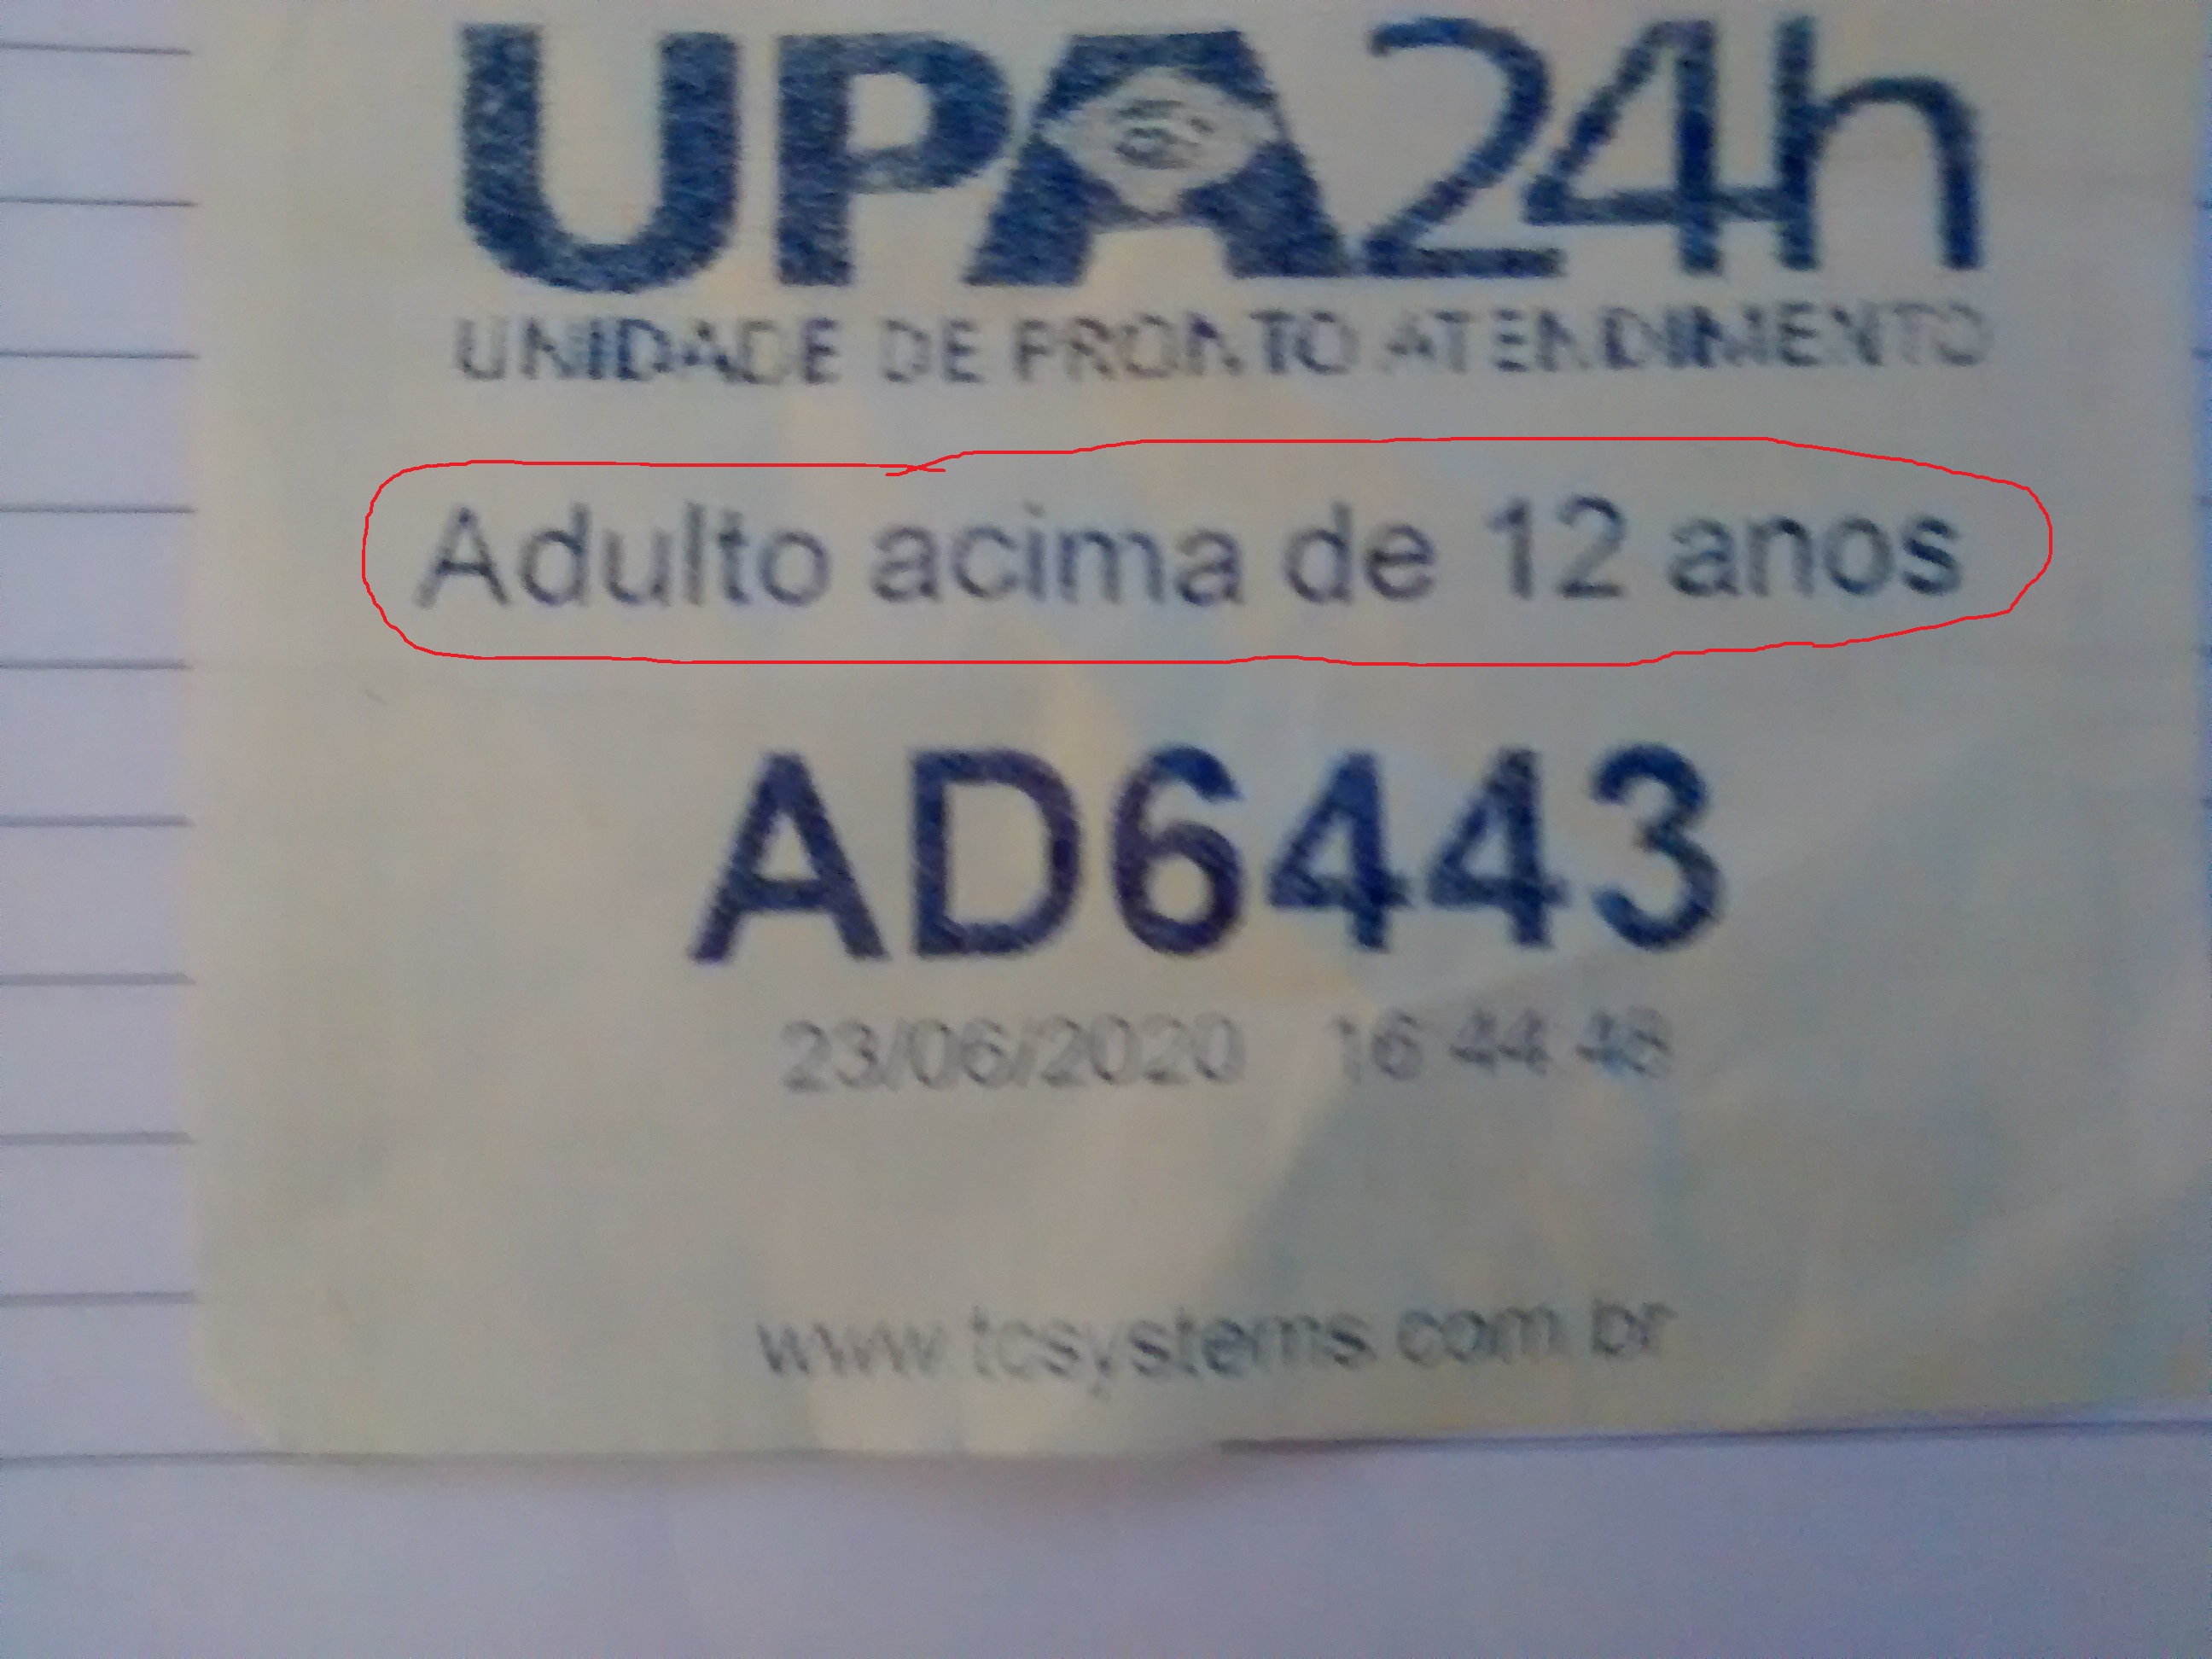 UPA24h
UNIDADE DE PRONTO ATENDIMENTO
Adulto acima de 12 anos
AD6443
23/06/2020 16 44 48
www.tcsystems.com.br